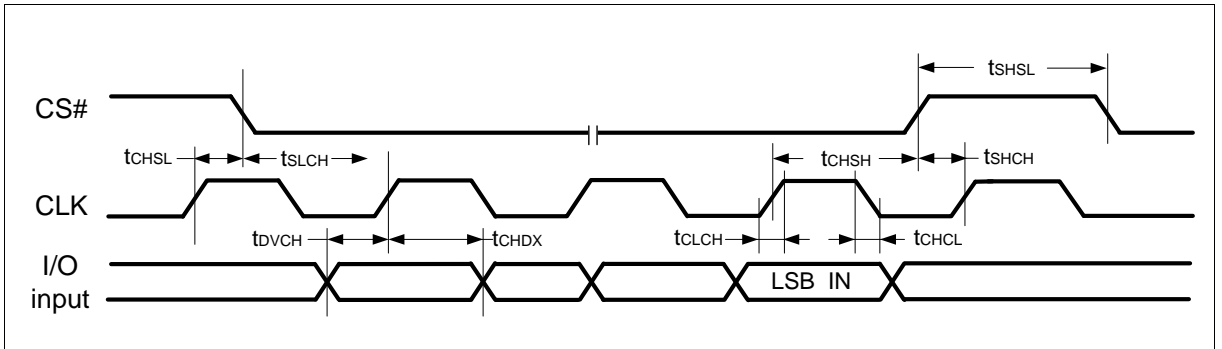 tSHSL
CS#
tCHSL
tSLCH
tCHSH
tSHCH
CLK
tDVCH
tCHDX
tCLCH
tCHCL
I/O
input
LSB IN